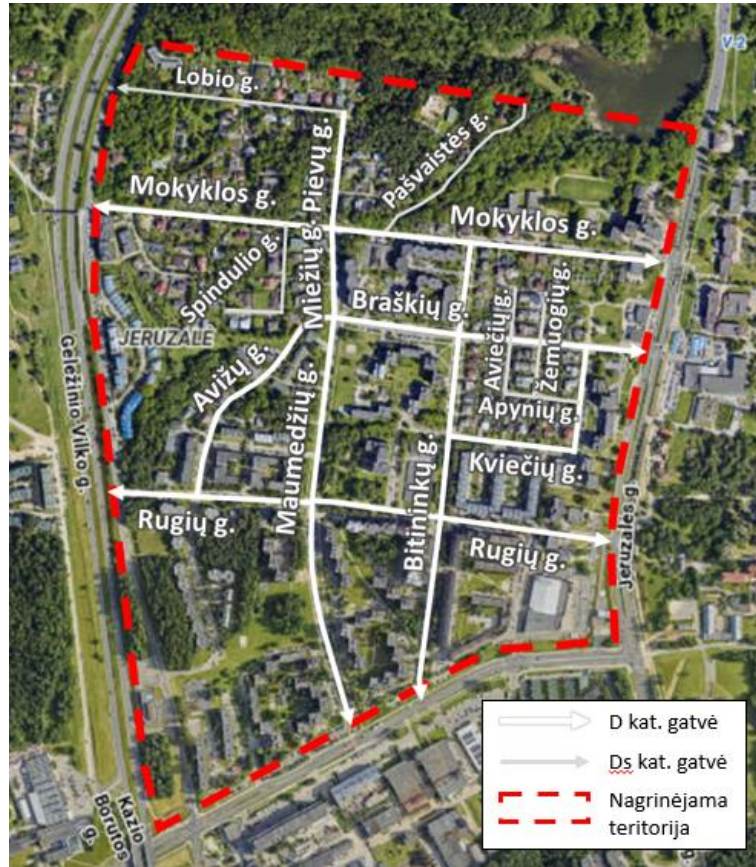 V-2
Lobio g.
Pievų g.
Pašvaistės g.
Mokyklos g.
Mokyklos g.
Spindulio g.
Miežių g.
Braškių g.
Aviečių g.
Žemuogių g.
JERUZALĖ
Avižų g.
Apynių g.
Geležinio Vilko g.
Maumedžių g.
Bitininkų g.
Kviečių g.
Jeruzalės g.
Rugių g.
Rugių g.
Kazio
Borutos
g.
D kat. gatvė
Ds kat. gatvė
Nagrinėjama
teritorija